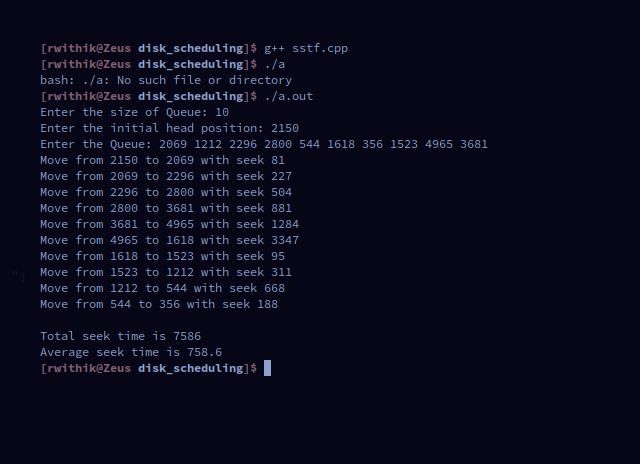 [rwithik@Zeus disk_scheduling]$ g++ sstf.cpp
[rwithik@Zeus disk_scheduling]$ ./a
bash: ./a: No such file or directory
[rwithik@Zeus disk_scheduling]$ ./a.out
Enter the size of Queue: 10
Enter the initial head position: 2150
Enter the Queue: 2069 1212 2296 2800 544 1618 356 1523 4965 3681
Move from 2150 to 2069 with seek 81
Move from 2069 to 2296 with seek 227
Move from 2296 to 2800 with seek 504
Move from 2800 to 3681 with seek 881
Move from 3681 to 4965 with seek 1284
Move from 4965 to 1618 with seek 3347
Move from 1618 to 1523 with seek 95
Move from 1523 to 1212 with seek 311
Move from 1212 to 544 with seek 668
Move from 544 to 356 with seek 188
Total seek time is 7586
Average seek time is 758.6
[rwithik@Zeus disk_scheduling]$